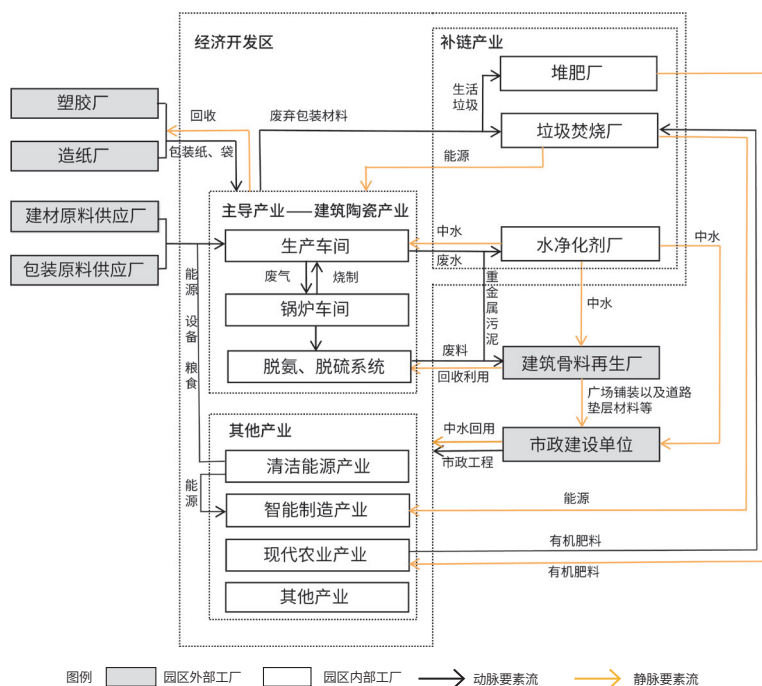 经济开发区
补链产业
塑胶厂
造纸厂
回收
包装纸、袋
废弃包装材料
生活
垃圾
堆肥厂
垃圾焚烧厂
能源
建材原料供应厂
包装原料供应厂
主导产业——建筑陶瓷产业
生产车间
废气
烧制
锅炉车间
脱氨、脱硫系统
中水
废水
水净化剂厂
中水
中水
重金属污泥
废料
回收利用
建筑骨料再生厂
广场铺装以及道路
垫层材料等
中水回用
市政工程
市政建设单位
能源
设备
粮食
其他产业
清洁能源产业
能源
智能制造产业
能源
现代农业产业
有机肥料
有机肥料
其他产业
图例
园区外部工厂
园区内部工厂
动脉要素流
静脉要素流